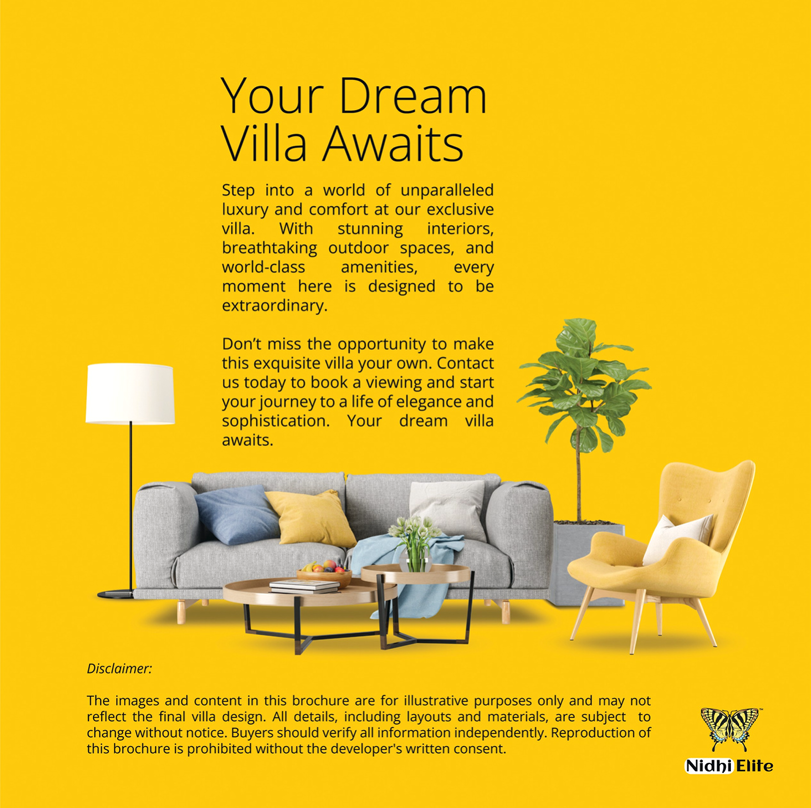 Your Dream
Villa Awaits
Step into a world of unparalleled
luxury and comfort at our exclusive
villa. With stunning interiors,
breathtaking outdoor spaces, and
world-class amenities, every
moment here is designed to be
extraordinary.
Don’t miss the opportunity to make
this exquisite villa your own. Contact
us today to book a viewing and start
your journey to a life of elegance and
sophistication. Your dream villa
awaits.
Disclaimer:
The images and content in this brochure are for illustrative purposes only and may not
reflect the final villa design. All details, including layouts and materials, are subject to
change without notice. Buyers should verify all information independently. Reproduction of
this brochure is prohibited without the developer's written consent.
Nidhi Elite